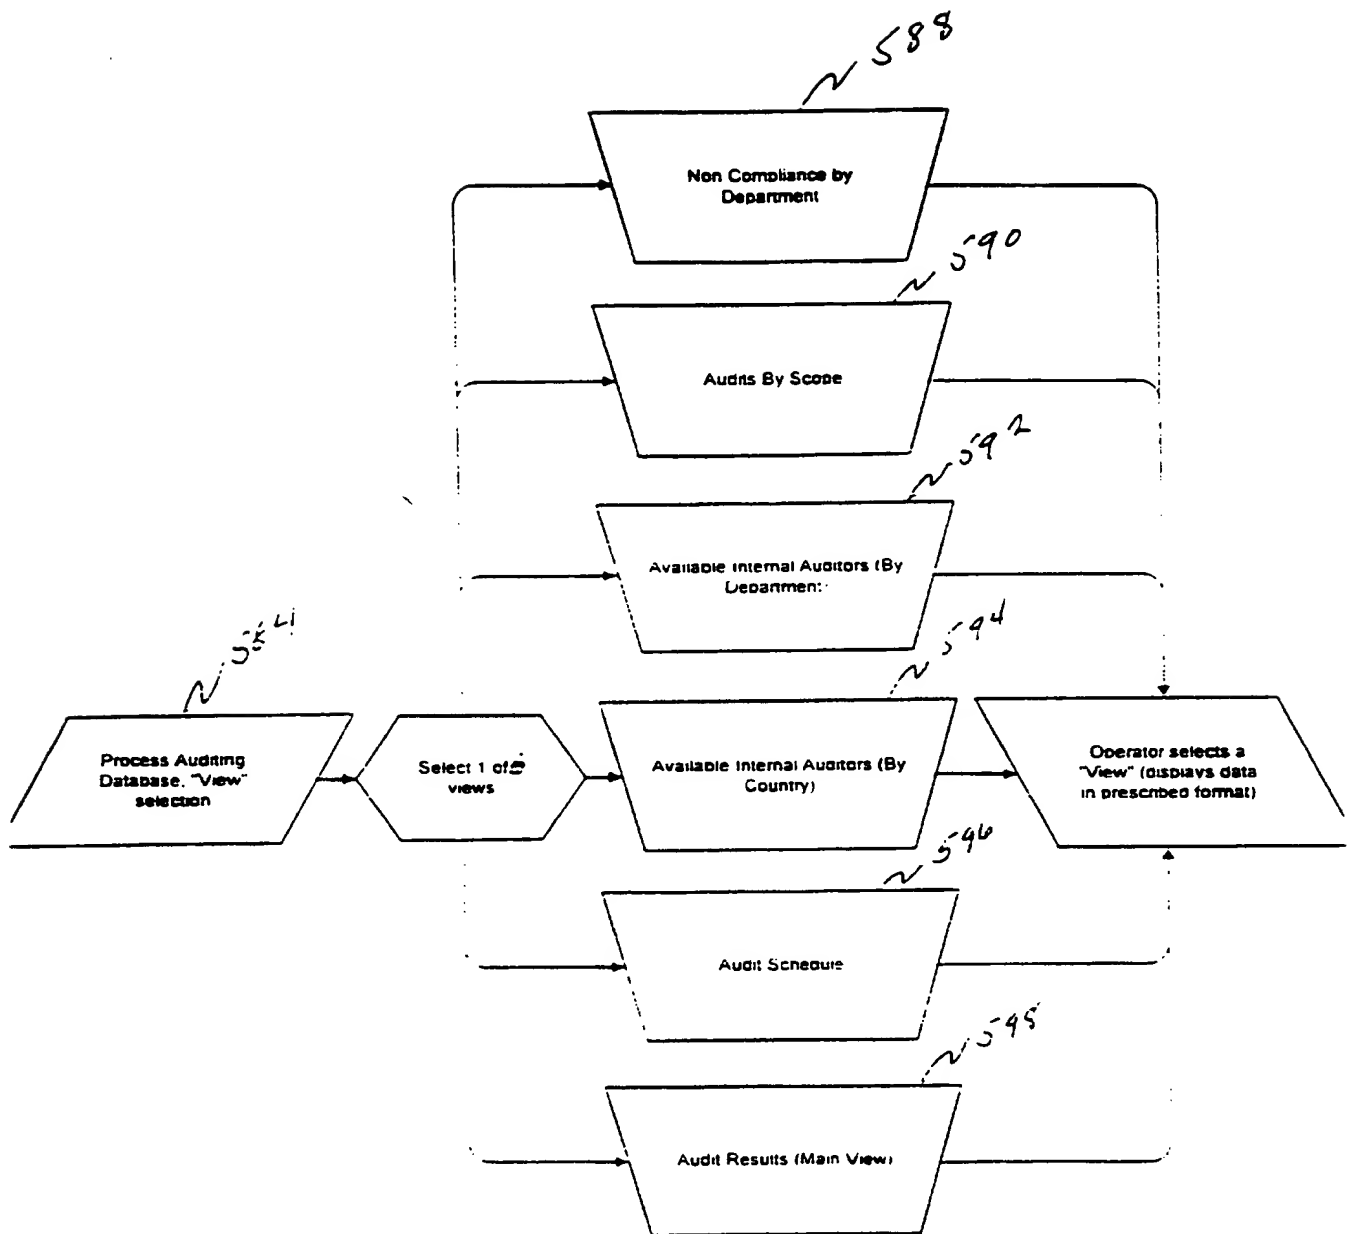 588
Non Compliance by
Department
590
Audits By Scope
592
Available Internal Auditors (By
Department
594
Process Auditing
Database, "View"
selection
Select 1 of
views
Available Internal Auditors (By
Country)
Operator selects a
"View" (displays data
in prescribed format)
596
Audit Schedule
598
Audit Results (Main View)